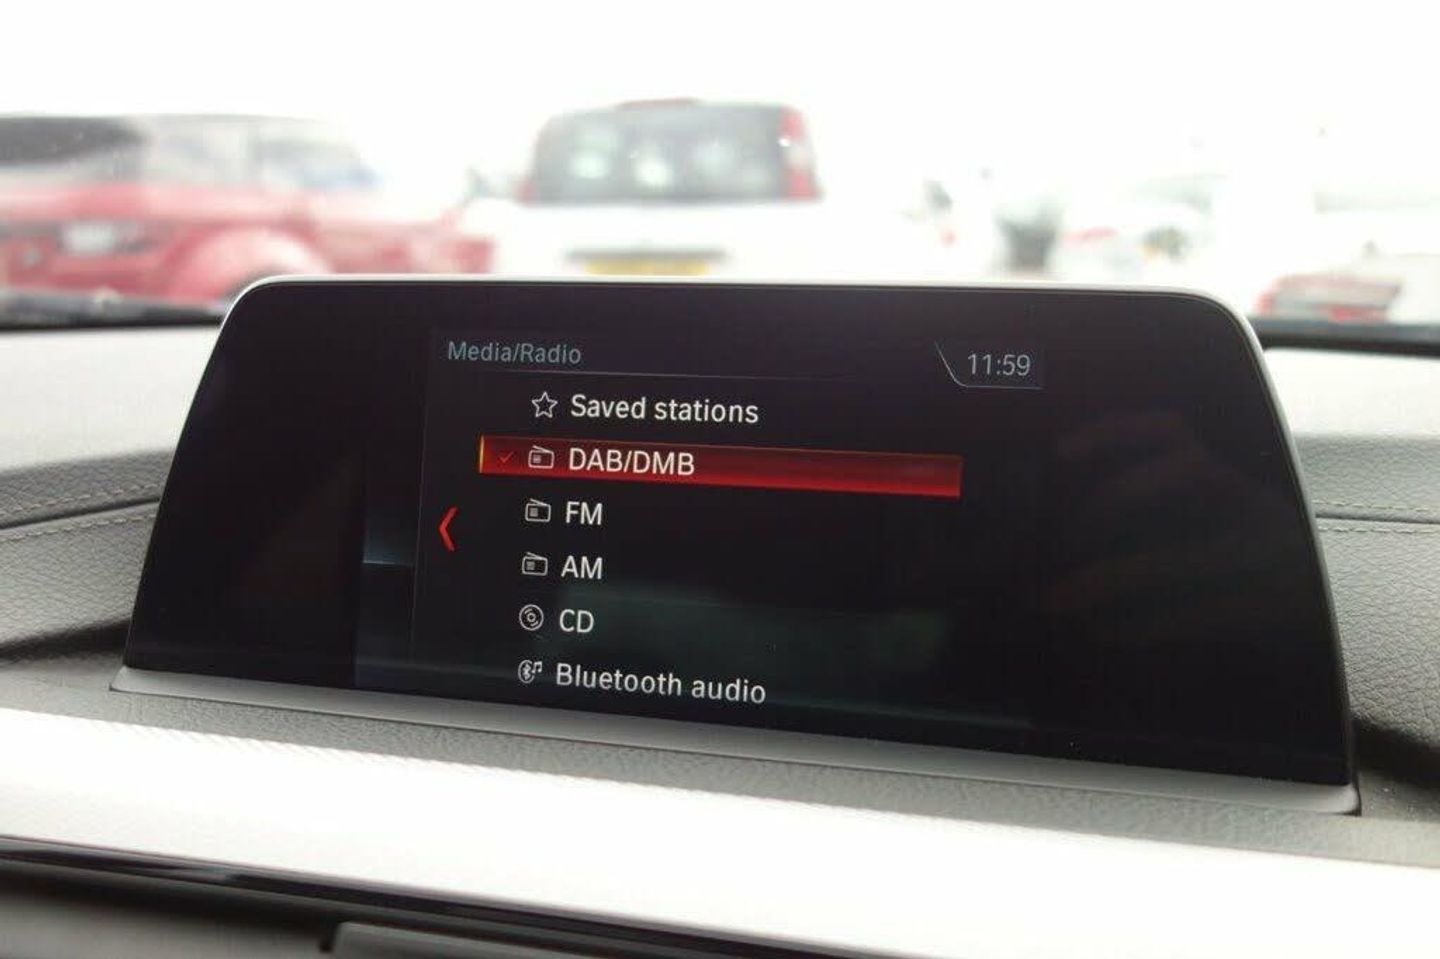 Media/Radio
11:59
Saved stations
DAB/DMB
FM
AM
CD
Bluetooth audio